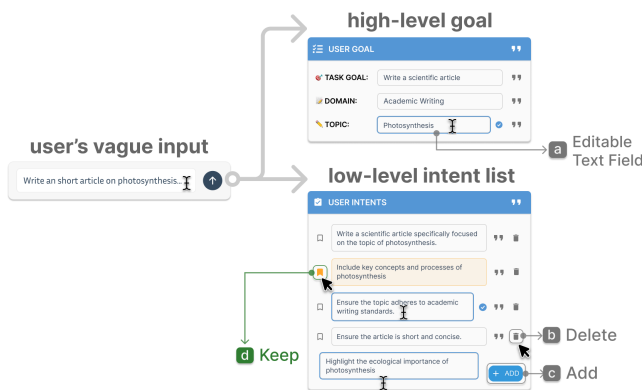 high-level goal
USER GOAL
TASK GOAL:
Write a scientific article
DOMAIN:
Academic Writing
TOPIC:
Photosynthesis
a Editable
Text Field
user's vague input
Write an short article on photosynthesis...
low-level intent list
USER INTENTS
Write a scientific article specifically focused
on the topic of photosynthesis.
Include key concepts and processes of
photosynthesis
Ensure the topic adheres to academic
writing standards.
Ensure the article is short and concise.
b Delete
d Keep
Highlight the ecological importance of
photosynthesis
+ ADD
c Add